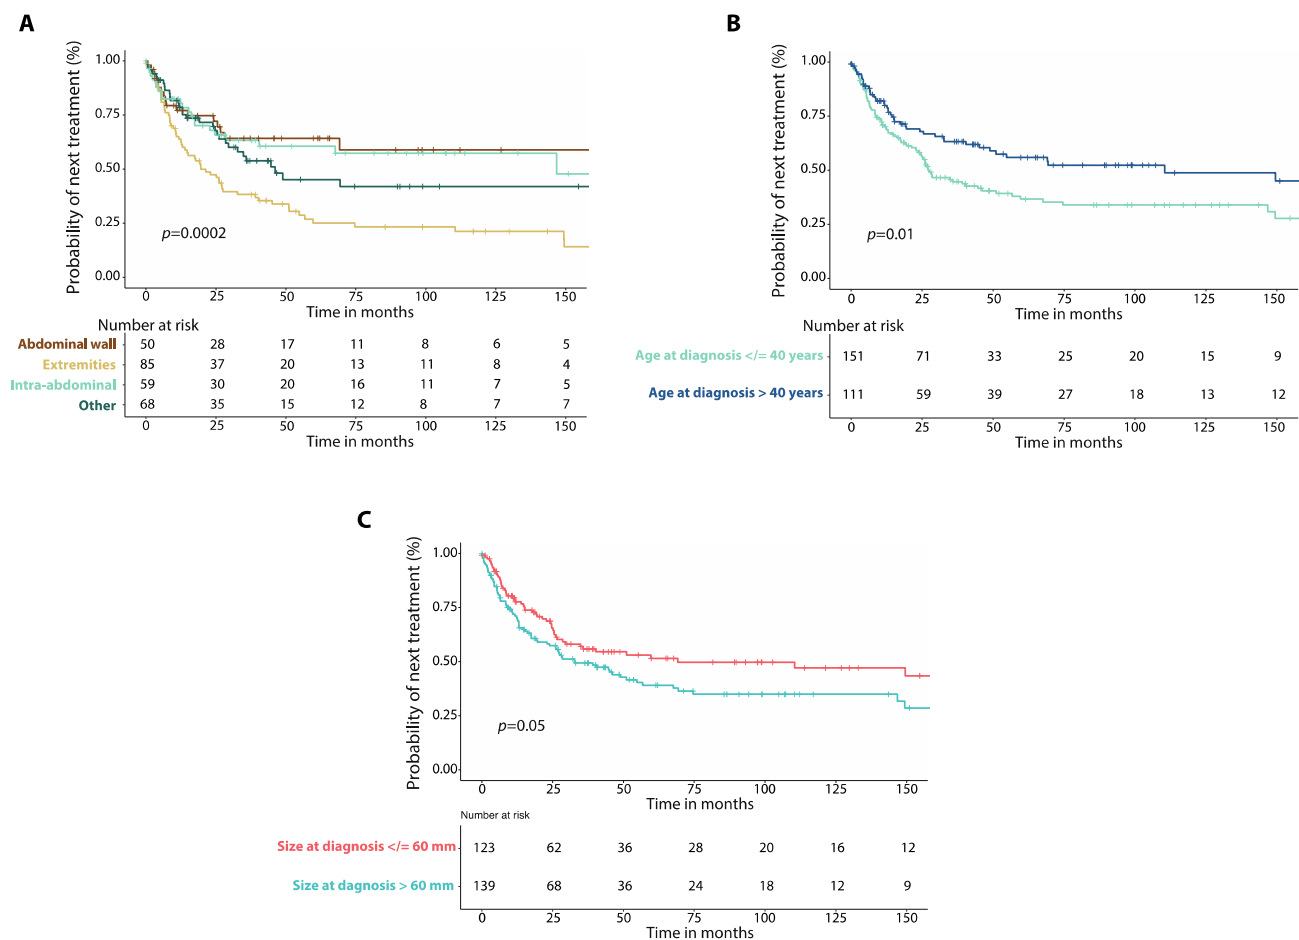 A
Probability of next treatment (%)
1.00
0.75
0.50
0.25
0.00
p=0.0002
0 25 50 75 100 125 150
Time in months
Number at risk
Abdominal wall 50 28 17 11 8 6 5
Extremities 85 37 20 13 11 8 4
Intra-abdominal 59 30 20 16 11 7 5
Other 68 35 15 12 8 7 7
0 25 50 75 100 125 150
Time in months
B
Probability of next treatment (%)
1.00
0.75
0.50
0.25
0.00
p=0.01
0 25 50 75 100 125 150
Time in months
Number at risk
Age at diagnosis </= 40 years 151 71 33 25 20 15 9
Age at diagnosis > 40 years 111 59 39 27 18 13 12
0 25 50 75 100 125 150
Time in months
C
Probability of next treatment (%)
1.00
0.75
0.50
0.25
0.00
p=0.05
0 25 50 75 100 125 150
Time in months
Number at risk
Size at diagnosis </= 60 mm 123 62 36 28 20 16 12
Size at dagnosis > 60 mm 139 68 36 24 18 12 9
0 25 50 75 100 125 150
Time in months